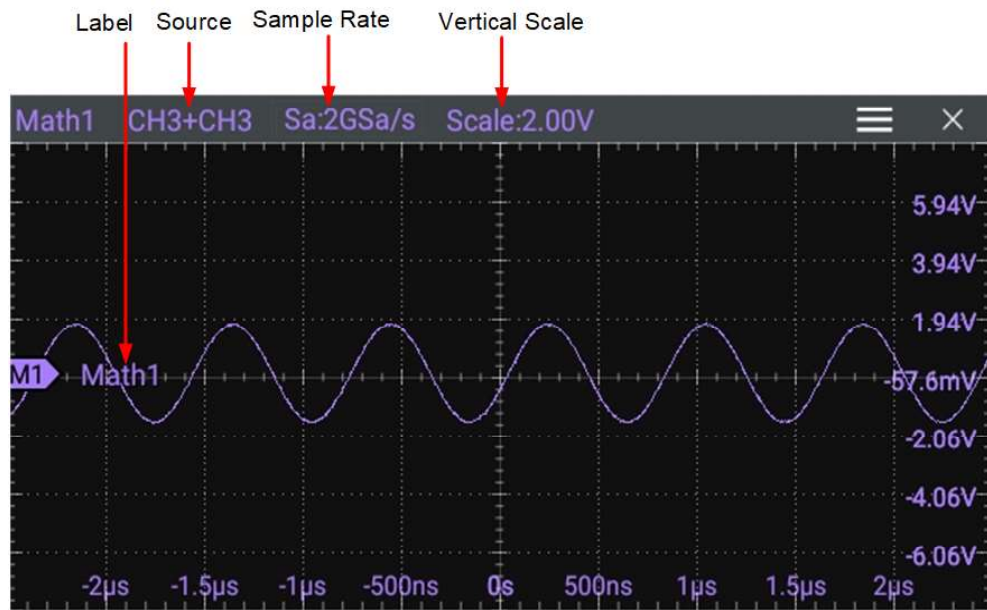 Label Source Sample Rate Vertical Scale
Math1 CH3+CH3 Sa:2GSa/s Scale:2.00V
5.94V
3.94V
1.94V
M1 Math1 -57.6mV
-2.06V
-4.06V
-6.06V
-2µs -1.5µs -1µs -500ns 0s 500ns 1µs 1.5µs 2µs